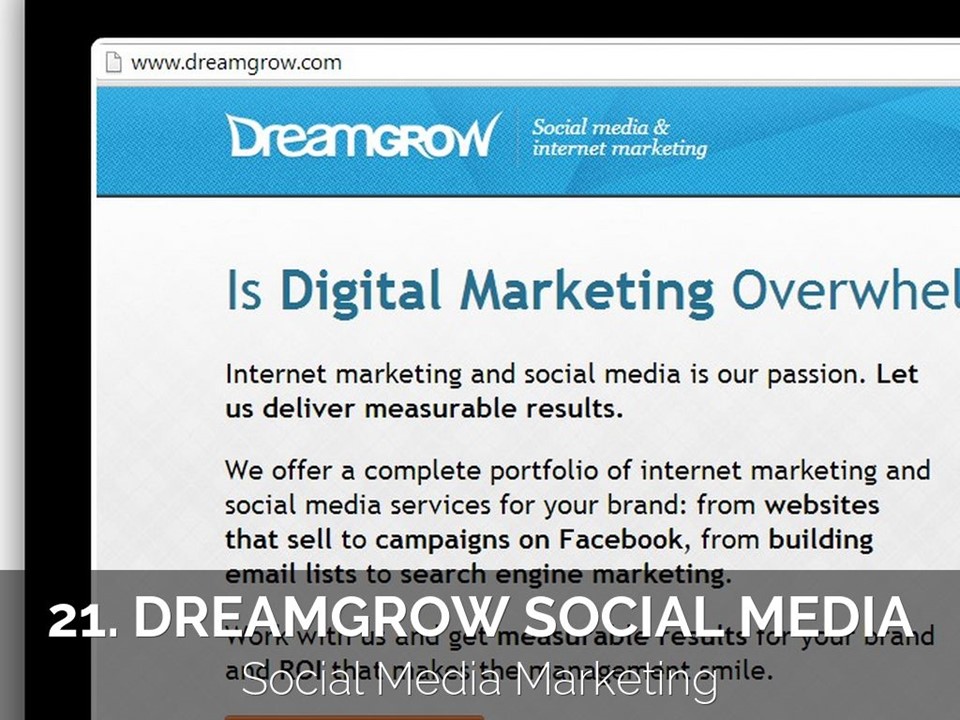 www.dreamgrow.com
DreamGROW
Social media &
internet marketing
Is Digital Marketing
Internet marketing and social media is our passion. Let
us deliver measurable results.
We offer a complete portfolio of internet marketing and
social media services for your brand: from websites
that sell to campaigns on Facebook, from building
email lists to search engine marketing.
21. DREAMGROW SOCIAL MEDIA
Work with us and get measurable results for your brand
and ROI that makes the management smile.
Social Media Marketing